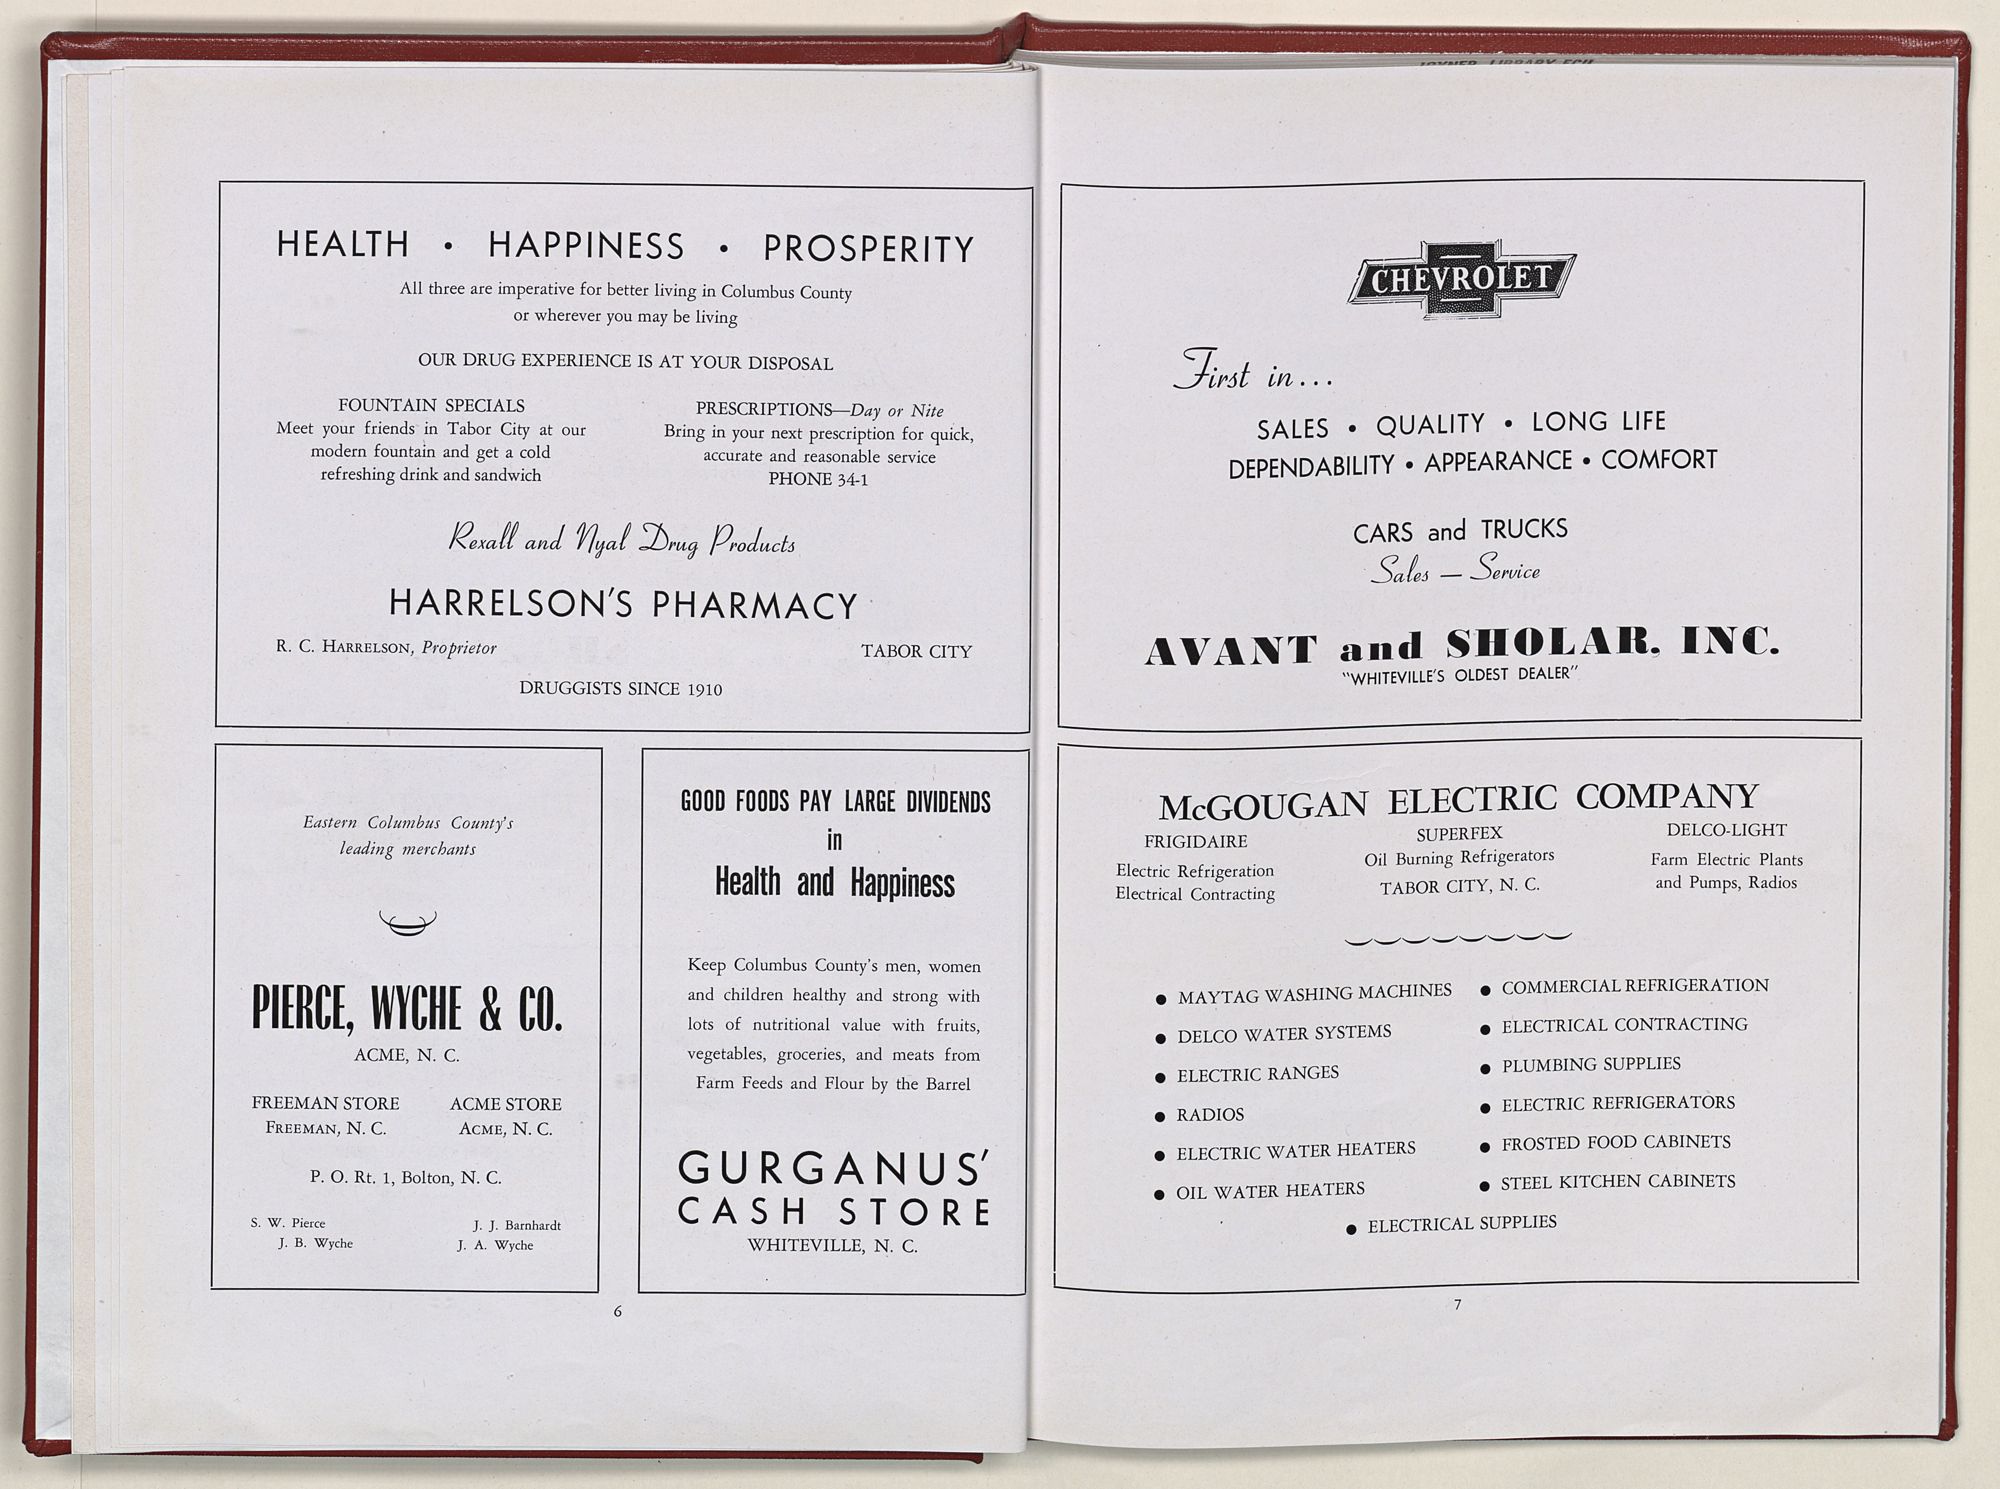 HEALTH • HAPPINESS • PROSPERITY
All three are imperative for better living in Columbus County
or wherever you may be living
OUR DRUG EXPERIENCE IS AT YOUR DISPOSAL
FOUNTAIN SPECIALS
Meet your friends in Tabor City at our
modern fountain and get a cold
refreshing drink and sandwich
PRESCRIPTIONS—Day or Nite
Bring in your next prescription for quick,
accurate and reasonable service
PHONE 34-1
Rexall and Nyal Drug Products
HARRELSON'S PHARMACY
R. C. HARRELSON, Proprietor
TABOR CITY
DRUGGISTS SINCE 1910
Eastern Columbus County's
leading merchants
PIERCE, WYCHE & CO.
ACME, N. C.
FREEMAN STORE
FREEMAN, N. C.
ACME STORE
ACME, N. C.
P. O. Rt. 1, Bolton, N. C.
S. W. Pierce
J. B. Wyche
J. J. Barnhardt
J. A. Wyche
GOOD FOODS PAY LARGE DIVIDENDS
in
Health and Happiness
Keep Columbus County's men, women
and children healthy and strong with
lots of nutritional value with fruits,
vegetables, groceries, and meats from
Farm Feeds and Flour by the Barrel
GURGANUS'
CASH STORE
WHITEVILLE, N. C.
6
JOYNER LIBRARY ECU
CHEVROLET
First in...
SALES • QUALITY • LONG LIFE
DEPENDABILITY • APPEARANCE • COMFORT
CARS and TRUCKS
Sales — Service
AVANT and SHOLAR, INC.
"WHITEVILLE'S OLDEST DEALER"
McGOUGAN ELECTRIC COMPANY
FRIGIDAIRE
Electric Refrigeration
Electrical Contracting
SUPERFEX
Oil Burning Refrigerators
TABOR CITY, N. C.
DELCO-LIGHT
Farm Electric Plants
and Pumps, Radios
● MAYTAG WASHING MACHINES
● DELCO WATER SYSTEMS
● ELECTRIC RANGES
● RADIOS
● ELECTRIC WATER HEATERS
● OIL WATER HEATERS
● COMMERCIAL REFRIGERATION
● ELECTRICAL CONTRACTING
● PLUMBING SUPPLIES
● ELECTRIC REFRIGERATORS
● FROSTED FOOD CABINETS
● STEEL KITCHEN CABINETS
● ELECTRICAL SUPPLIES
7